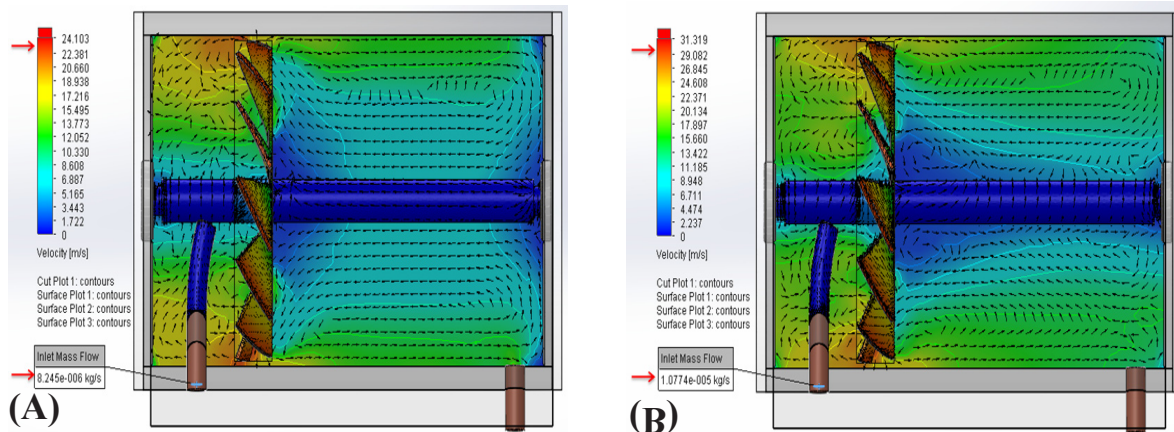 24.103
22.381
20.660
18.938
17.216
15.495
13.773
12.052
10.330
8.608
6.887
5.165
3.443
1.722
0
Velocity [m/s]
Cut Plot 1: contours
Surface Plot 1: contours
Surface Plot 2: contours
Surface Plot 3: contours
Inlet Mass Flow
8.245e-006 kg/s
(A)
31.319
29.082
26.845
24.608
22.371
20.134
17.897
15.660
13.422
11.185
8.948
6.711
4.474
2.237
0
Velocity [m/s]
Cut Plot 1: contours
Surface Plot 1: contours
Surface Plot 2: contours
Surface Plot 3: contours
Inlet Mass Flow
1.0774e-005 kg/s
(B)